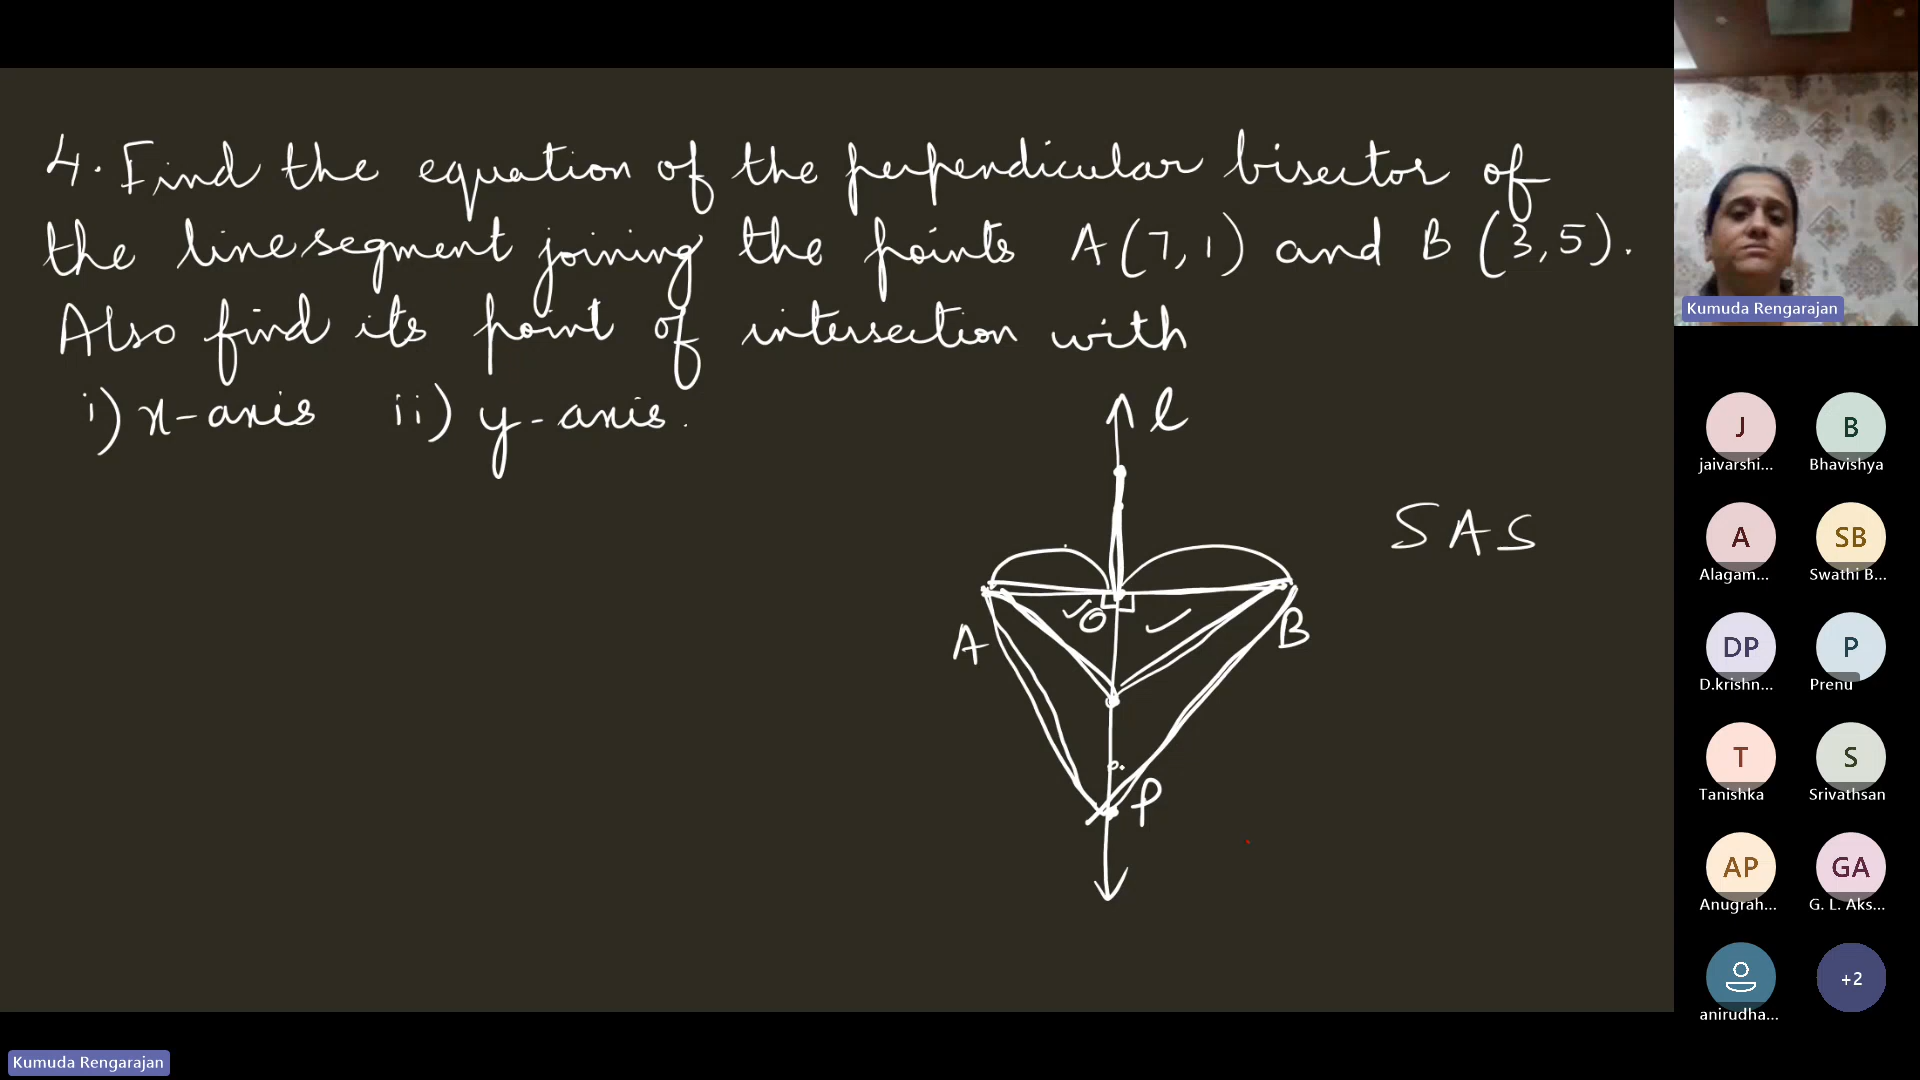 4. Find the equation of the perpendicular bisector of
the line segment joining the points A(7,1) and B(3,5).
Also find its point of intersection with
i) x-axis ii) y-axis.
l
SAS
O
A
B
P
Kumuda Rengarajan
J
B
jaivarshi...
Bhavishya
A
SB
Alagam...
Swathi B...
DP
P
D.krishn...
Prenu
T
S
Tanishka
Srivathsan
AP
GA
Anugrah...
G. L. Aks...
+2
anirudha...
Kumuda Rengarajan